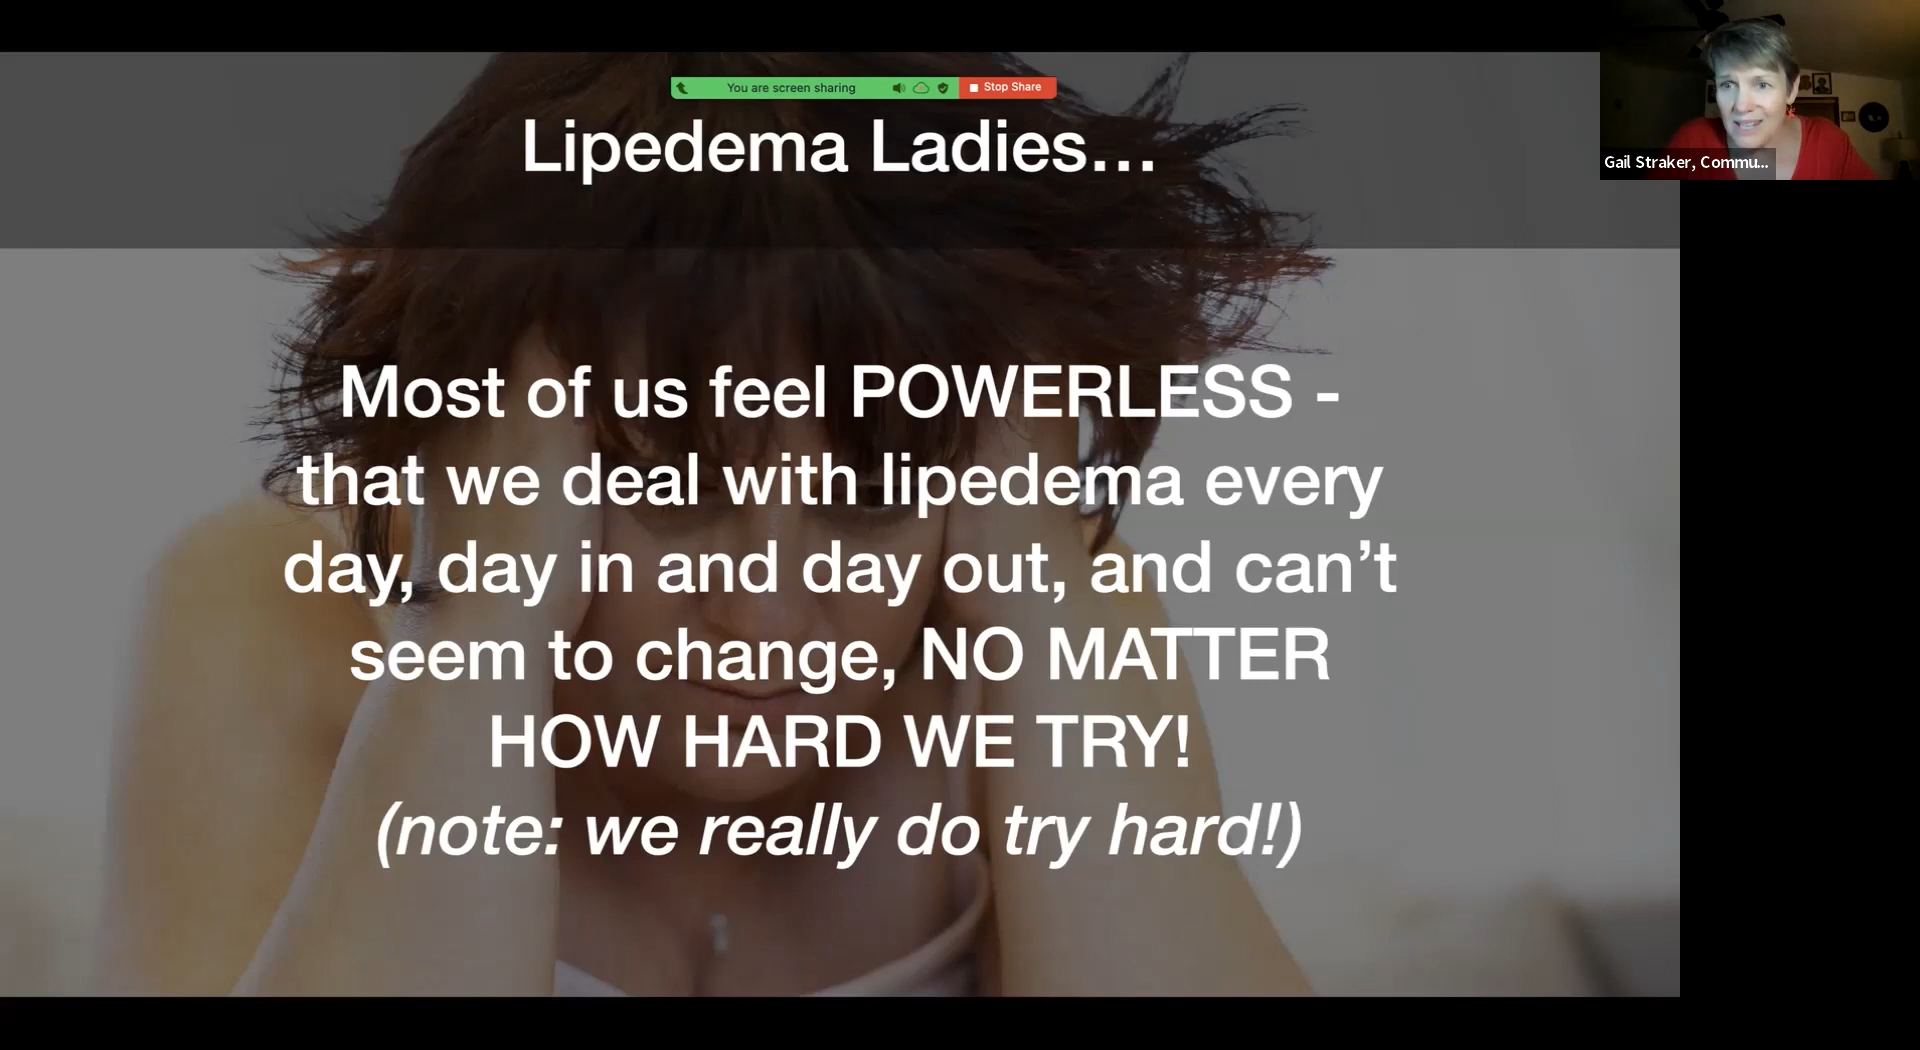 You are screen sharing
Stop Share
Lipedema Ladies...
Gail Straker, Commu...
Most of us feel POWERLESS -
that we deal with lipedema every
day, day in and day out, and can’t
seem to change, NO MATTER
HOW HARD WE TRY!
(note: we really do try hard!)